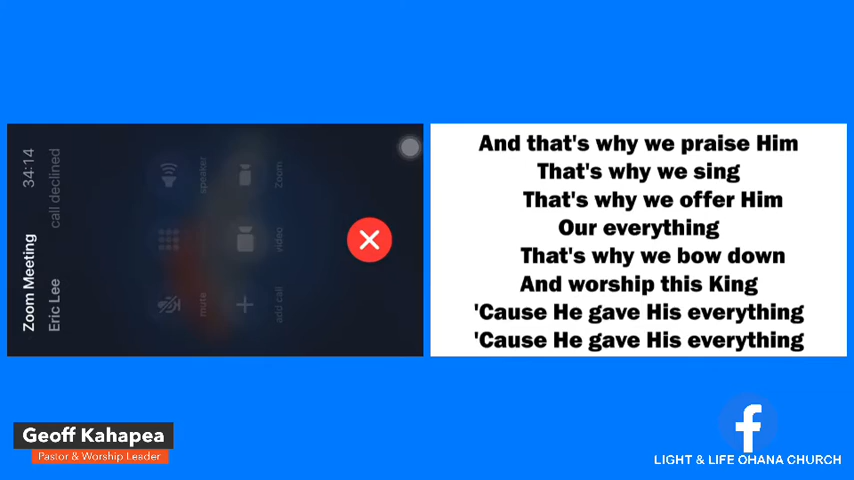 Zoom Meeting 34:14
Eric Lee call declined
speaker
Zoom
video
mute
add call
And that's why we praise Him
That's why we sing
That's why we offer Him
Our everything
That's why we bow down
And worship this King
'Cause He gave His everything
'Cause He gave His everything
Geoff Kahapea
Pastor & Worship Leader
LIGHT & LIFE OHANA CHURCH